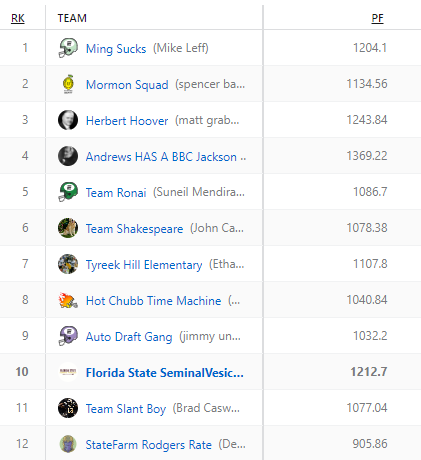 RK TEAM PF
1 Ming Sucks (Mike Leff) 1204.1
2 Mormon Squad (spencer ba... 1134.56
3 Herbert Hoover (matt grab... 1243.84
4 Andrews HAS A BBC Jackson .. 1369.22
5 Team Ronai (Suneil Mendira... 1086.7
6 Team Shakespeare (John Ca... 1078.38
7 Tyreek Hill Elementary (Etha... 1107.8
8 Hot Chubb Time Machine (... 1040.84
9 Auto Draft Gang (jimmy un... 1032.2
10 Florida State SeminalVesic... 1212.7
11 Team Slant Boy (Brad Casw... 1077.04
12 StateFarm Rodgers Rate (De... 905.86